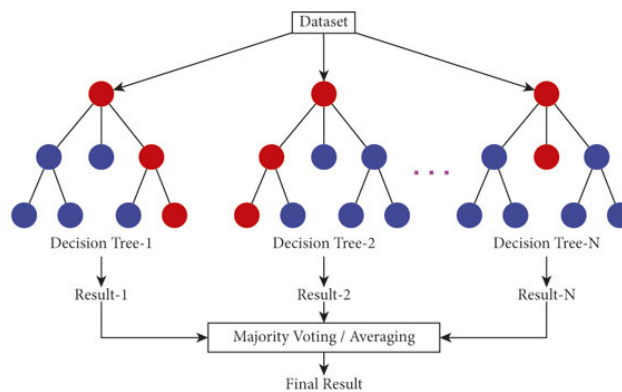 Dataset
Decision Tree-1
Decision Tree-2
Decision Tree-N
Result-1
Result-2
Result-N
Majority Voting / Averaging
Final Result